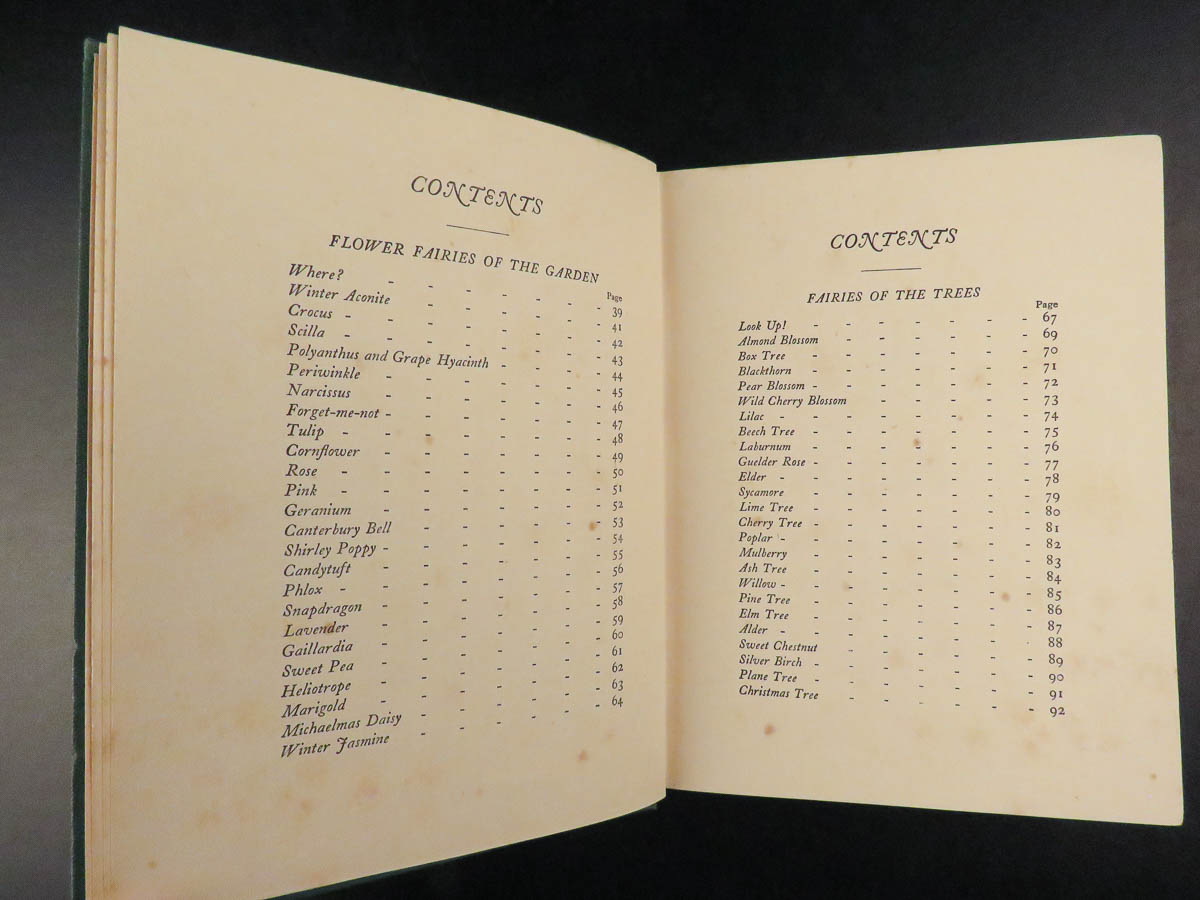 CONTENTS
FLOWER FAIRIES OF THE GARDEN
Page
Where? - - - - - - - 39
Winter Aconite - - - - - - 41
Crocus - - - - - - - - 42
Scilla - - - - - - - - 43
Polyanthus and Grape Hyacinth - - - - 44
Periwinkle - - - - - - - 45
Narcissus - - - - - - - 46
Forget-me-not - - - - - - - 47
Tulip - - - - - - - - 48
Cornflower - - - - - - - 49
Rose - - - - - - - - 50
Pink - - - - - - - - 51
Geranium - - - - - - - 52
Canterbury Bell - - - - - - 53
Shirley Poppy - - - - - - - 54
Candytuft - - - - - - - 55
Phlox - - - - - - - - 56
Snapdragon - - - - - - - 57
Lavender - - - - - - - 58
Gaillardia - - - - - - - 59
Sweet Pea - - - - - - - 60
Heliotrope - - - - - - - 61
Marigold - - - - - - - 62
Michaelmas Daisy - - - - - - 63
Winter Jasmine - - - - - - 64
CONTENTS
FAIRIES OF THE TREES
Page
Look Up! - - - - - - - 67
Almond Blossom - - - - - - 69
Box Tree - - - - - - - 70
Blackthorn - - - - - - - 71
Pear Blossom - - - - - - - 72
Wild Cherry Blossom - - - - - 73
Lilac - - - - - - - - 74
Beech Tree - - - - - - - 75
Laburnum - - - - - - - 76
Guelder Rose - - - - - - - 77
Elder - - - - - - - - 78
Sycamore - - - - - - - 79
Lime Tree - - - - - - - 80
Cherry Tree - - - - - - - 81
Poplar - - - - - - - - 82
Mulberry - - - - - - - 83
Ash Tree - - - - - - - 84
Willow - - - - - - - - 85
Pine Tree - - - - - - - 86
Elm Tree - - - - - - - 87
Alder - - - - - - - - 88
Sweet Chestnut - - - - - - 89
Silver Birch - - - - - - - 90
Plane Tree - - - - - - - 91
Christmas Tree - - - - - - 92